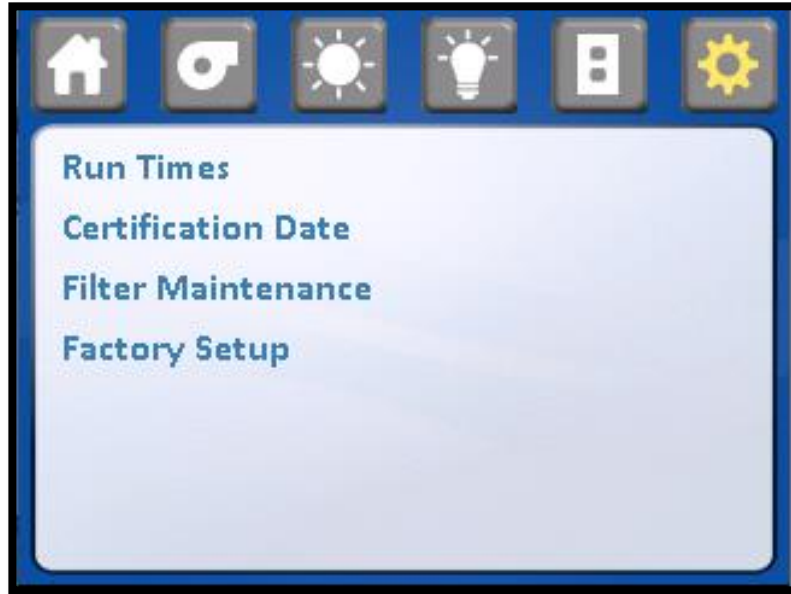 Run Times
Certification Date
Filter Maintenance
Factory Setup